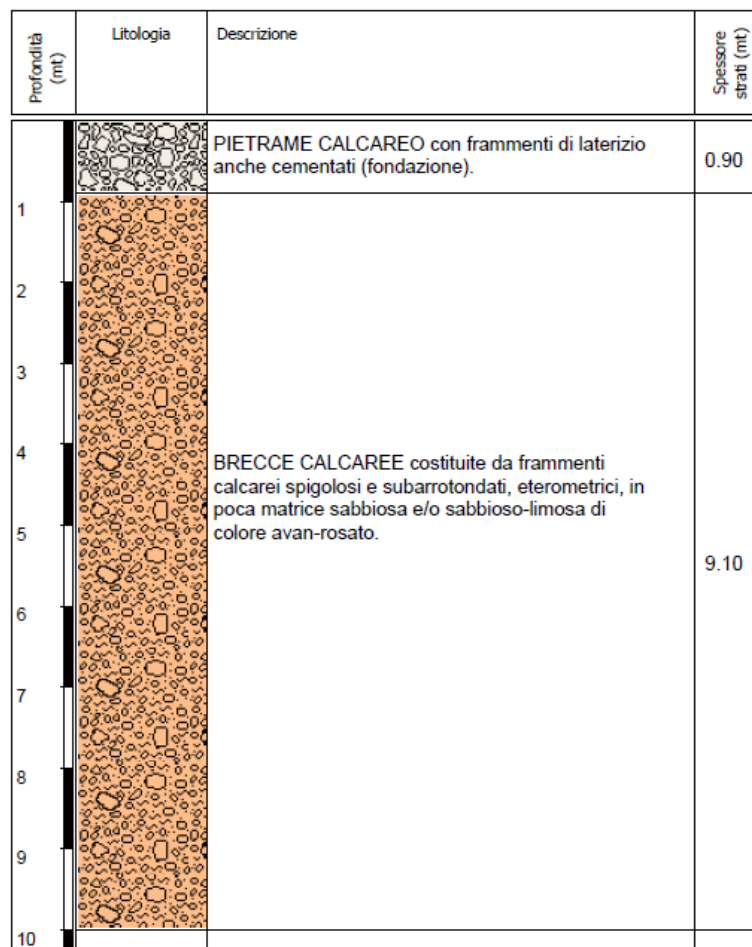 Profondità
(mt)
Litologia
Descrizione
Spessore
strati (mt)
PIETRAME CALCAREO con frammenti di laterizio
anche cementati (fondazione).
0.90
1
2
3
4
BRECCE CALCAREE costituite da frammenti
calcarei spigolosi e subarrotondati, eterometrici, in
poca matrice sabbiosa e/o sabbioso-limosa di
colore avan-rosato.
5
9.10
6
7
8
9
10